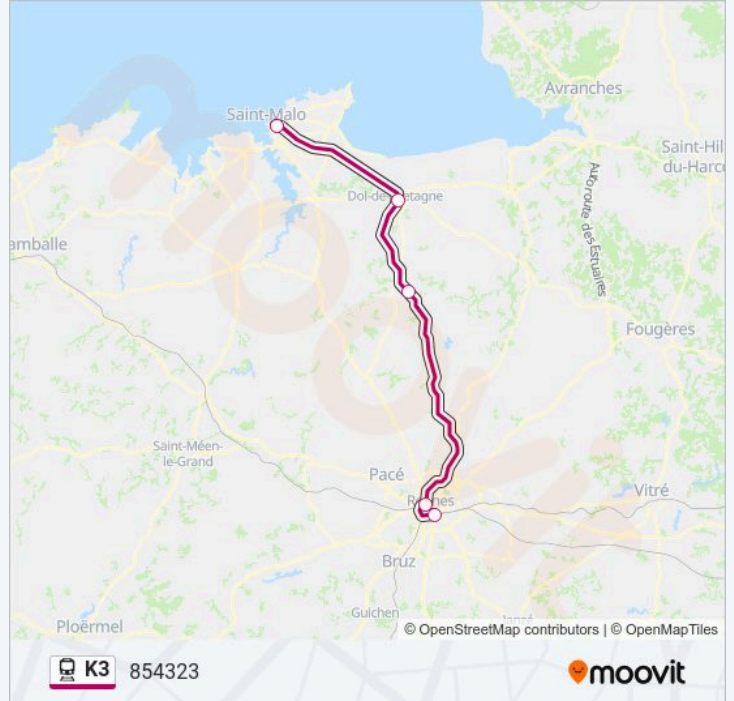 Avranches
Saint-Malo
Saint-Hil
du-Harco
Dol-de-Bretagne
Autoroute des Estuaires
amballe
Fougères
Saint-Méen-
le-Grand
Pacé
Rennes
Vitré
Bruz
Guichen
Ploërmel
© OpenStreetMap contributors | © OpenMapTiles
K3 854323
moovit